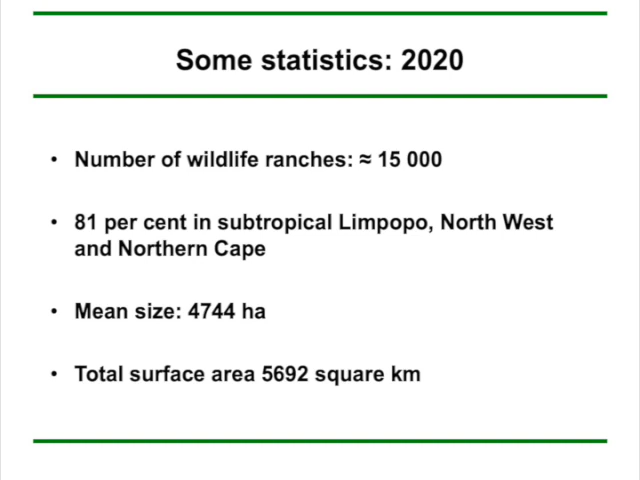 Some statistics: 2020
• Number of wildlife ranches: ≈ 15 000
• 81 per cent in subtropical Limpopo, North West
and Northern Cape
• Mean size: 4744 ha
• Total surface area 5692 square km